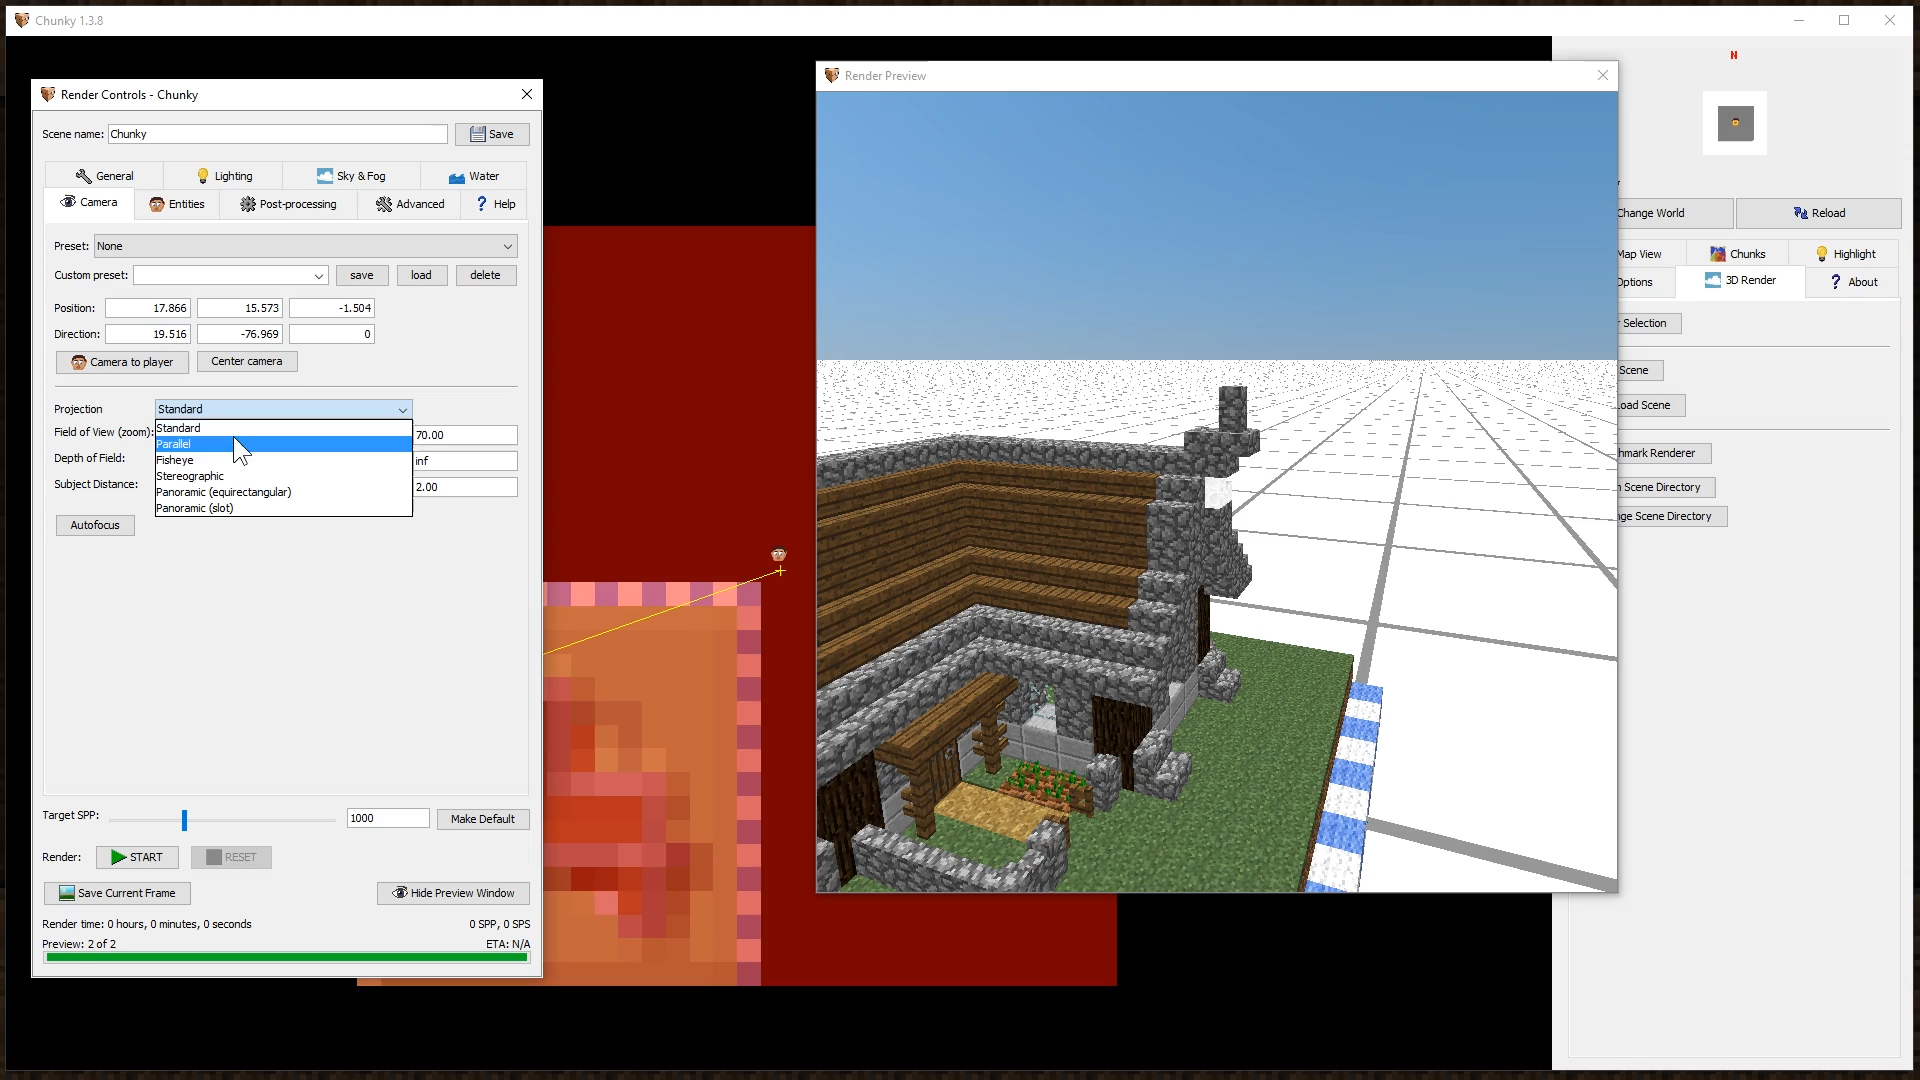 Chunky 1.3.8
Render Controls - Chunky
Scene name: Chunky Save
General Lighting Sky & Fog Water
Camera Entities Post-processing Advanced Help
Preset: None
Custom preset: save load delete
Position: 17.866 15.573 -1.504
Direction: 19.516 -76.969 0
Camera to player Center camera
Projection Standard
Standard
Field of View (zoom): 70.00
Parallel
Depth of Field: inf
Fisheye
Stereographic
Subject Distance: 2.00
Panoramic (equirectangular)
Panoramic (slot)
Autofocus
Target SPP: 1000 Make Default
Render: START RESET
Save Current Frame Hide Preview Window
Render time: 0 hours, 0 minutes, 0 seconds 0 SPP, 0 SPS
Preview: 2 of 2 ETA: N/A
Render Preview
N
Change World Reload
Map View Chunks Highlight
Options 3D Render About
Selection
Scene
Load Scene
hmark Renderer
Scene Directory
ge Scene Directory